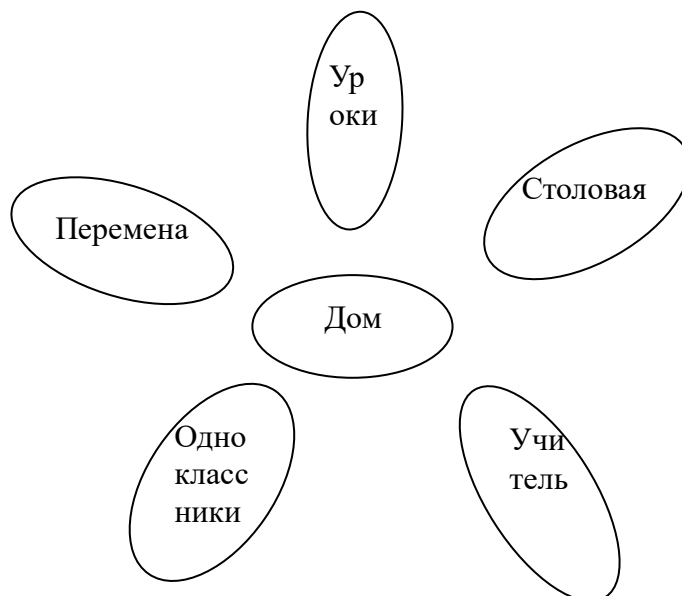 Ур
оки
Столовая
Перемена
Дом
Одно
класс
ники
Учи
тель